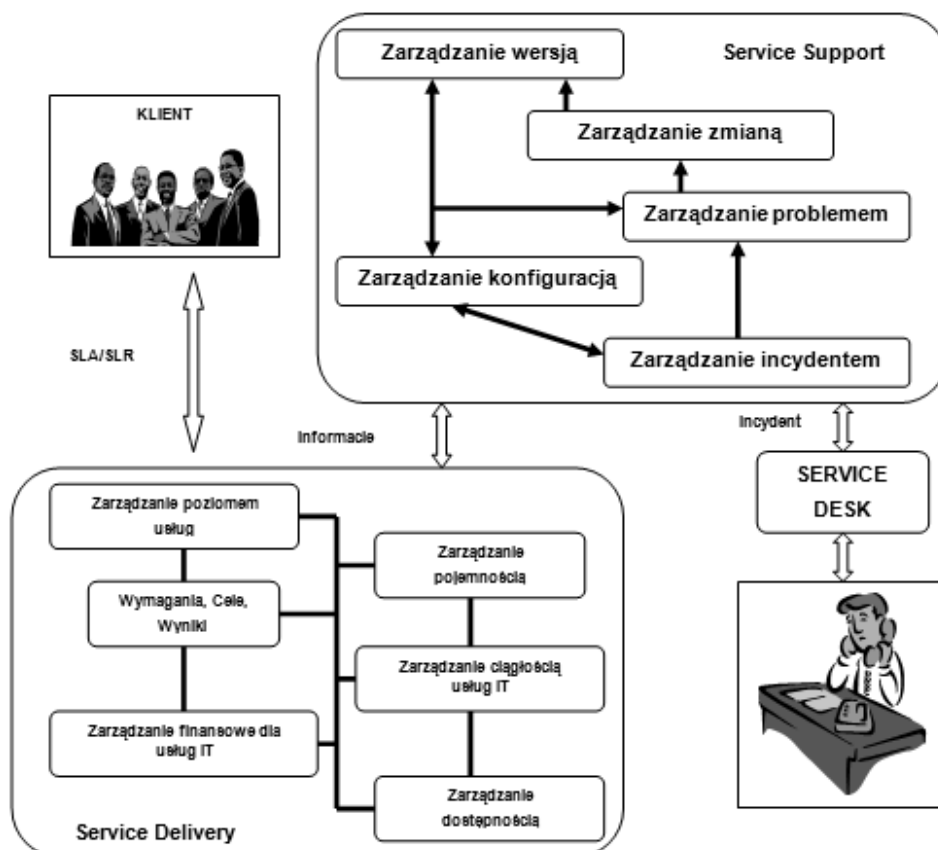 Zarządzanie wersją
Service Support
KLIENT
Zarządzanie zmianą
Zarządzanie problemem
Zarządzanie konfiguracją
SLA/SLR
Zarządzanie incydentem
Informacje
Incydent
SERVICE
DESK
Zarządzanie poziomem
usług
Zarządzanie
pojemnością
Wymagania, Cele,
Wyniki
Zarządzanie ciągłością
usług IT
Zarządzanie finansowe dla
usług IT
Zarządzanie
dostępnością
Service Delivery